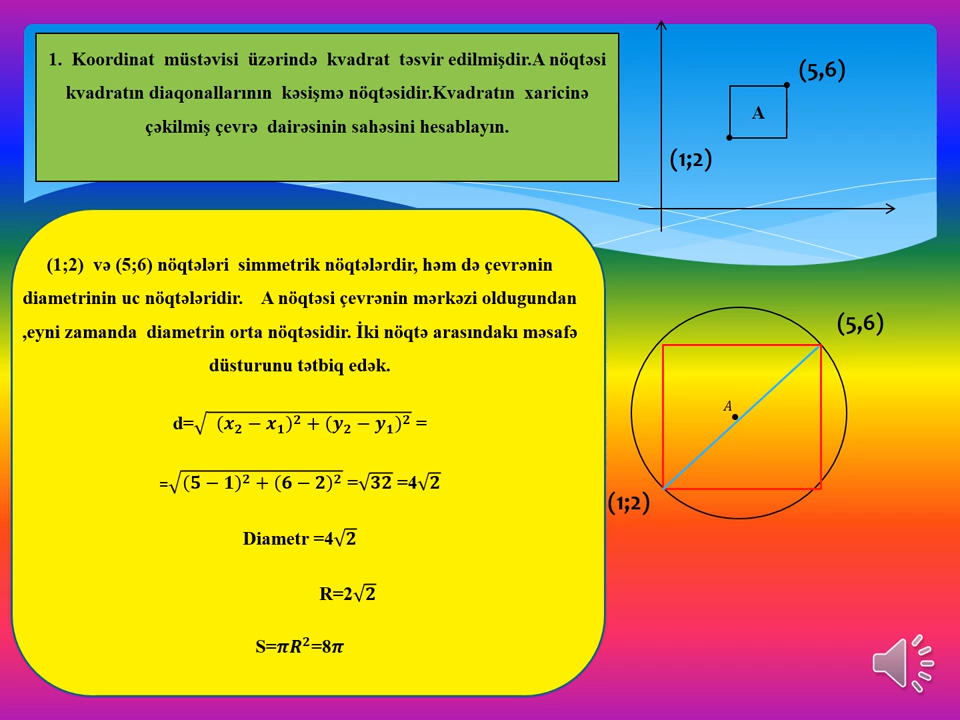 1. Koordinat müstəvisi üzərində kvadrat təsvir edilmişdir.A nöqtəsi
kvadratın diaqonallarının kəsişmə nöqtəsidir.Kvadratın xaricinə
çəkilmiş çevrə dairəsinin sahəsini hesablayın.
(5,6)
A
(1;2)
(1;2) və (5;6) nöqtələri simmetrik nöqtələrdir, həm də çevrənin
diametrinin uc nöqtələridir. A nöqtəsi çevrənin mərkəzi oldugundan
,eyni zamanda diametrin orta nöqtəsidir. İki nöqtə arasındakı məsafə
düsturunu tətbiq edək.
d=√(x₂ − x₁)² + (y₂ − y₁)² =
=√(5 − 1)² + (6 − 2)² =√32 =4√2
Diametr =4√2
R=2√2
S=πR²=8π
(5,6)
A
(1;2)